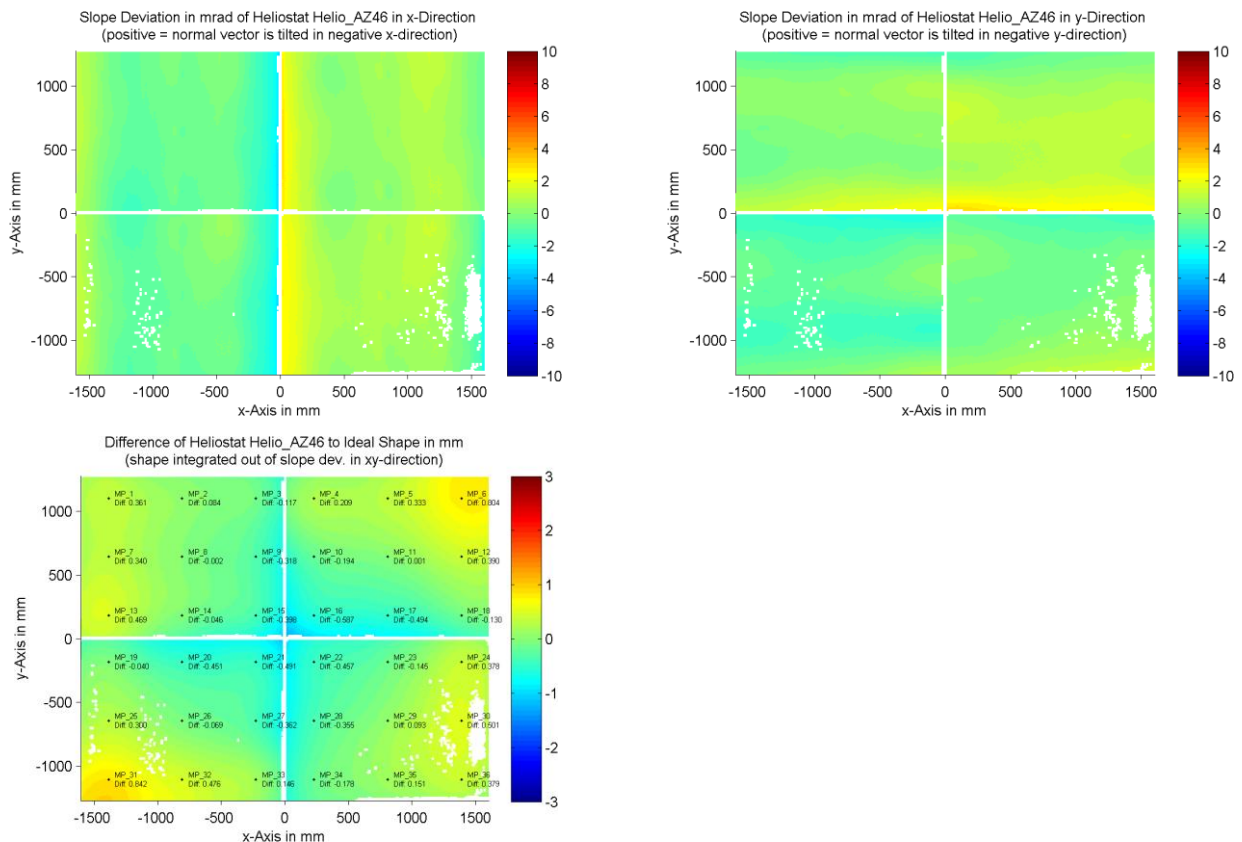 Slope Deviation in mrad of Heliostat Helio_AZ46 in x-Direction
(positive = normal vector is tilted in negative x-direction)
10
8
6
4
2
0
-2
-4
-6
-8
-10
1000
500
0
-500
-1000
y-Axis in mm
-1500 -1000 -500 0 500 1000 1500
x-Axis in mm
Slope Deviation in mrad of Heliostat Helio_AZ46 in y-Direction
(positive = normal vector is tilted in negative y-direction)
10
8
6
4
2
0
-2
-4
-6
-8
-10
1000
500
0
-500
-1000
y-Axis in mm
-1500 -1000 -500 0 500 1000 1500
x-Axis in mm
Difference of Heliostat Helio_AZ46 to Ideal Shape in mm
(shape integrated out of slope dev. in xy-direction)
3
2
1
0
-1
-2
-3
1000
500
0
-500
-1000
y-Axis in mm
MP_1 MP_2 MP_3 MP_4 MP_5 MP_6
Diff: 0.361 Diff: 0.084 Diff: -0.117 Diff: 0.209 Diff: 0.333 Diff: 0.804
MP_7 MP_8 MP_9 MP_10 MP_11 MP_12
Diff: 0.340 Diff: -0.002 Diff: -0.318 Diff: -0.194 Diff: 0.001 Diff: 0.390
MP_13 MP_14 MP_15 MP_16 MP_17 MP_18
Diff: 0.469 Diff: -0.046 Diff: -0.398 Diff: -0.587 Diff: -0.494 Diff: -0.130
MP_19 MP_20 MP_21 MP_22 MP_23 MP_24
Diff: -0.040 Diff: -0.451 Diff: -0.491 Diff: -0.457 Diff: -0.145 Diff: 0.378
MP_25 MP_26 MP_27 MP_28 MP_29 MP_30
Diff: 0.300 Diff: -0.069 Diff: -0.362 Diff: -0.355 Diff: 0.093 Diff: 0.501
MP_31 MP_32 MP_33 MP_34 MP_35 MP_36
Diff: 0.842 Diff: 0.476 Diff: 0.146 Diff: -0.178 Diff: 0.151 Diff: 0.379
-1500 -1000 -500 0 500 1000 1500
x-Axis in mm